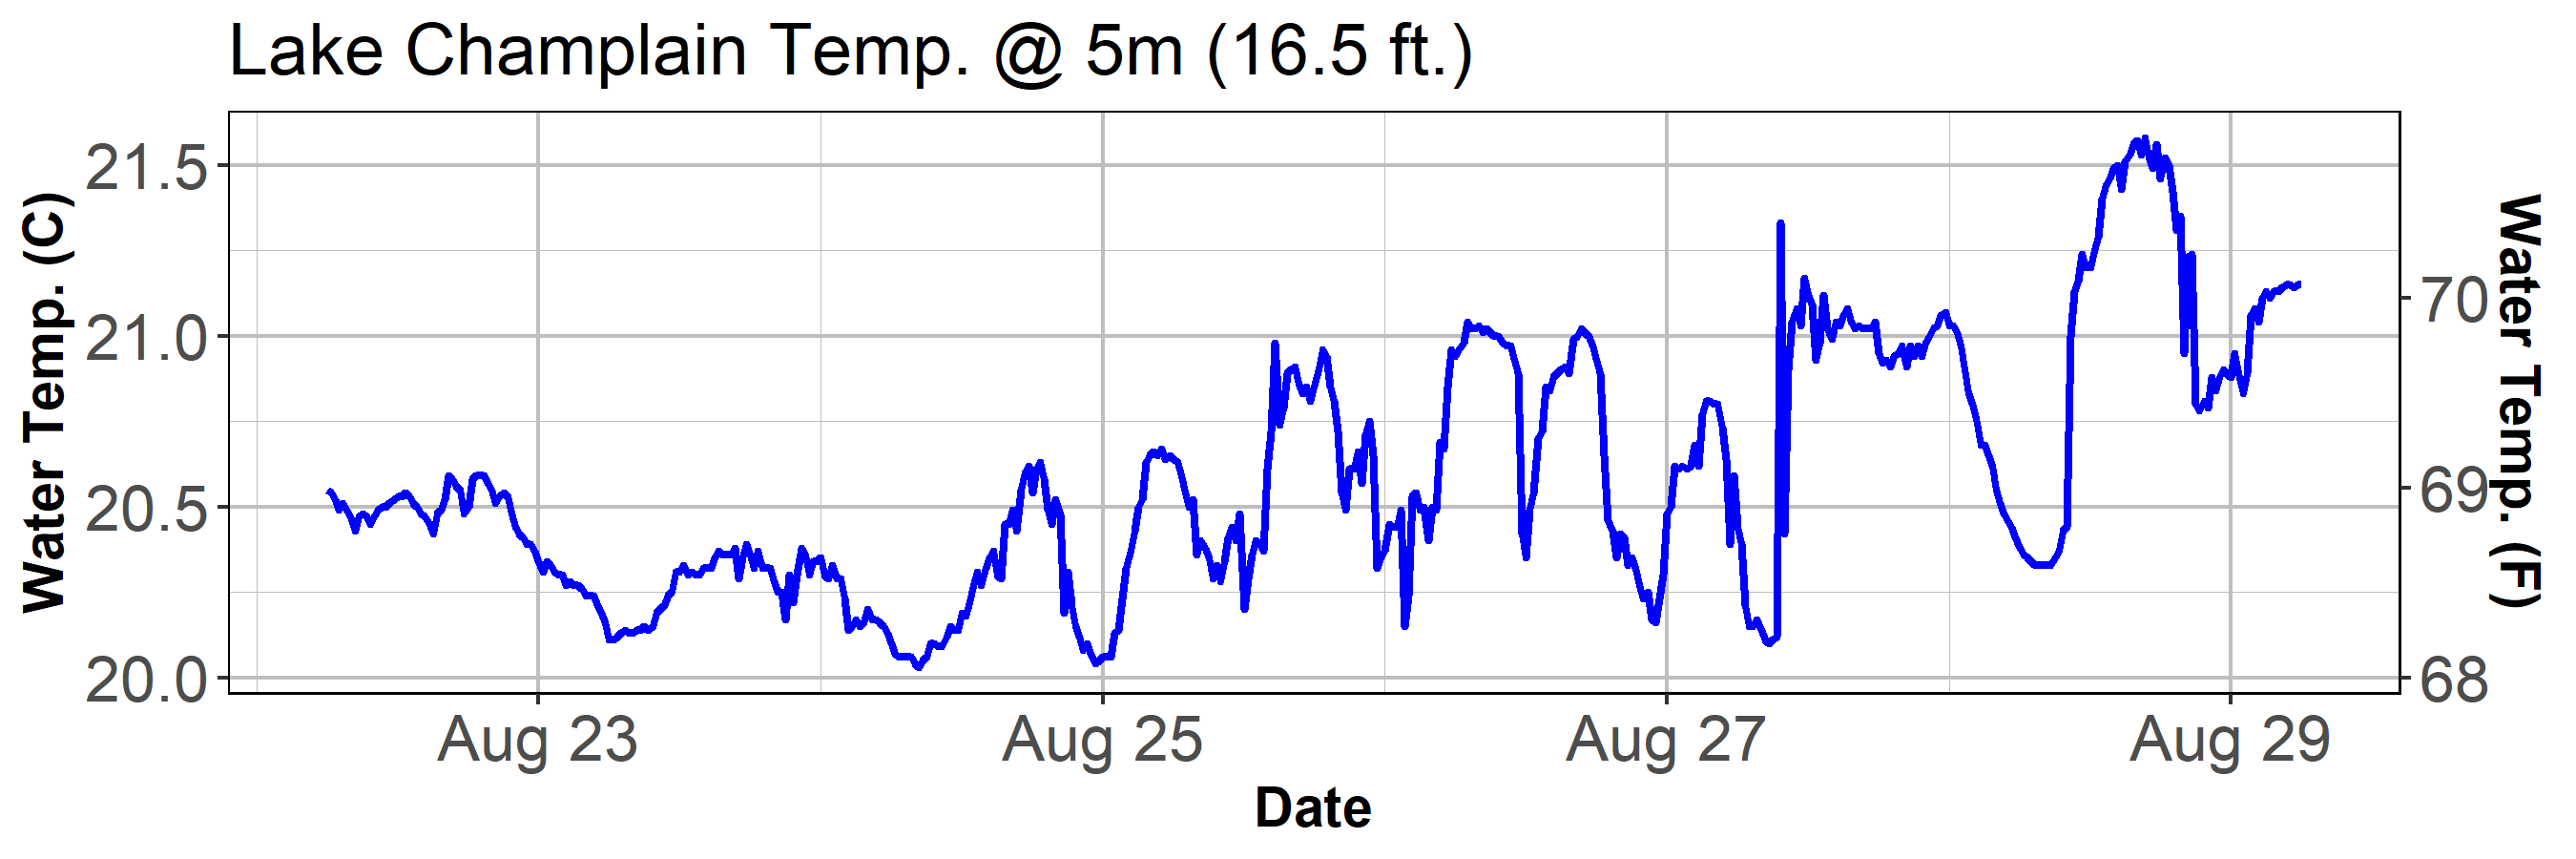 Lake Champlain Temp. @ 5m (16.5 ft.)
Water Temp. (C)
21.5
21.0
20.5
20.0
70
69
68
Water Temp. (F)
Aug 23 Aug 25 Aug 27 Aug 29
Date